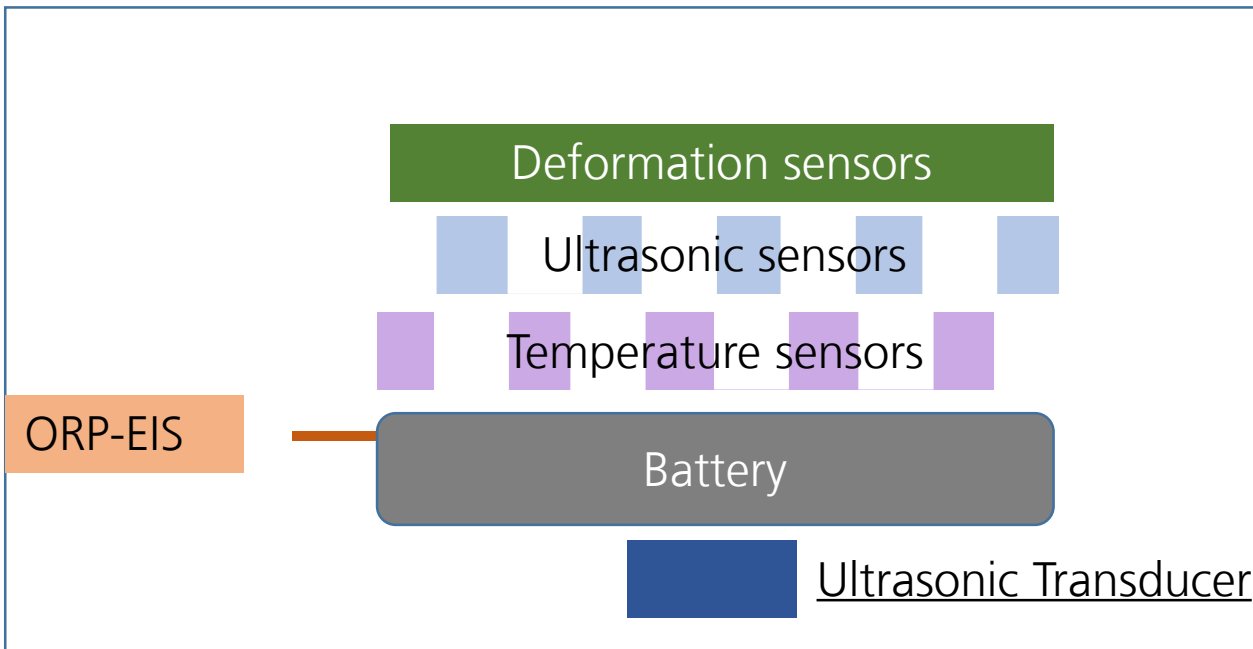 Deformation sensors
Ultrasonic sensors
Temperature sensors
ORP-EIS
Battery
Ultrasonic Transducer